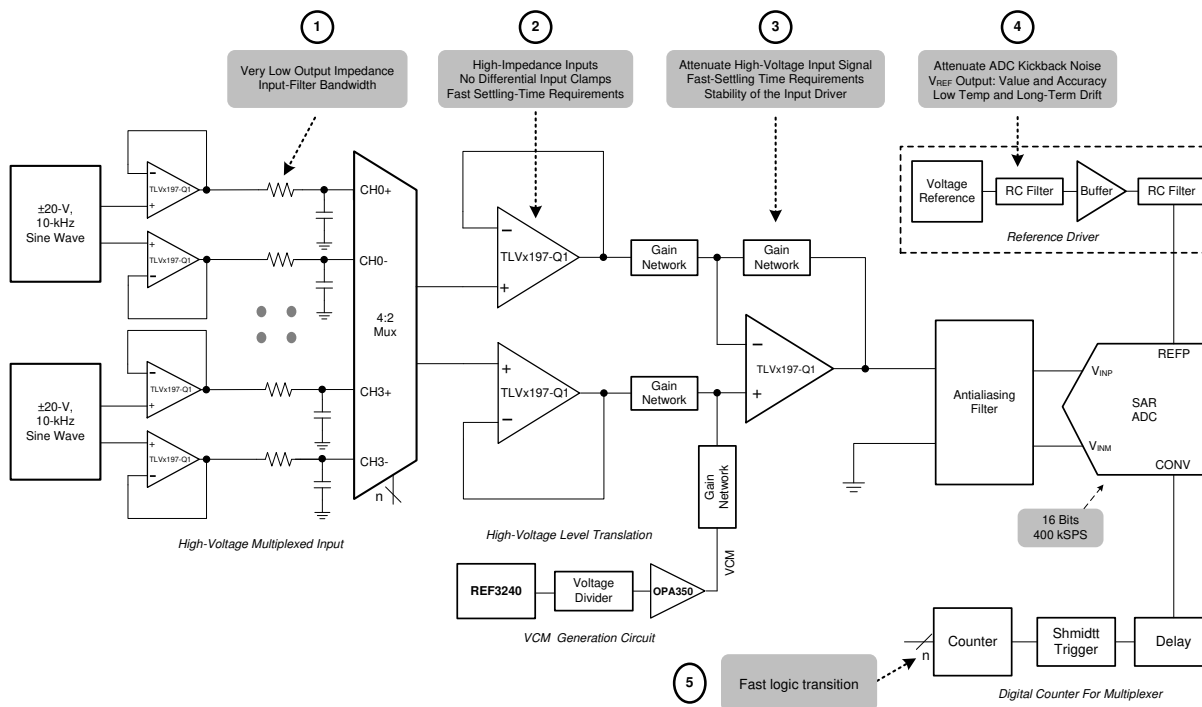 1
2
3
4
Very Low Output Impedance
Input-Filter Bandwidth
High-Impedance Inputs
No Differential Input Clamps
Fast Settling-Time Requirements
Attenuate High-Voltage Input Signal
Fast-Settling Time Requirements
Stability of the Input Driver
Attenuate ADC Kickback Noise
VREF Output: Value and Accuracy
Low Temp and Long-Term Drift
±20-V,
10-kHz
Sine Wave
TLVx197-Q1
TLVx197-Q1
±20-V,
10-kHz
Sine Wave
TLVx197-Q1
TLVx197-Q1
CH0+
CH0-
4:2
Mux
CH3+
CH3-
n
High-Voltage Multiplexed Input
TLVx197-Q1
TLVx197-Q1
High-Voltage Level Translation
Gain
Network
Gain
Network
Gain
Network
Gain
Network
TLVx197-Q1
VCM
REF3240
Voltage
Divider
OPA350
VCM Generation Circuit
Voltage
Reference
RC Filter
Buffer
RC Filter
Reference Driver
Antialiasing
Filter
REFP
VINP
SAR
ADC
VINM
CONV
16 Bits
400 kSPS
n
Counter
Shmidtt
Trigger
Delay
5
Fast logic transition
Digital Counter For Multiplexer